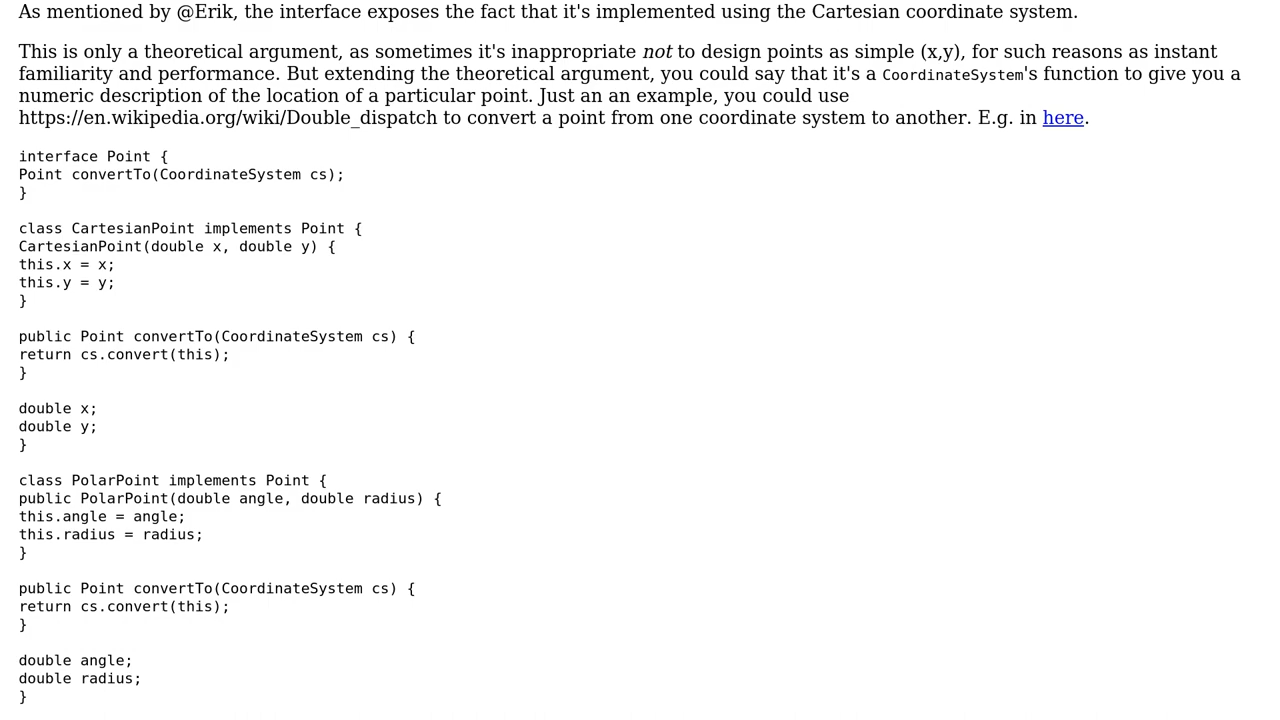 As mentioned by @Erik, the interface exposes the fact that it's implemented using the Cartesian coordinate system.
This is only a theoretical argument, as sometimes it's inappropriate not to design points as simple (x,y), for such reasons as instant
familiarity and performance. But extending the theoretical argument, you could say that it's a CoordinateSystem's function to give you a
numeric description of the location of a particular point. Just an an example, you could use
https://en.wikipedia.org/wiki/Double_dispatch to convert a point from one coordinate system to another. E.g. in here.
interface Point {
Point convertTo(CoordinateSystem cs);
}
class CartesianPoint implements Point {
CartesianPoint(double x, double y) {
this.x = x;
this.y = y;
}
public Point convertTo(CoordinateSystem cs) {
return cs.convert(this);
}
double x;
double y;
}
class PolarPoint implements Point {
public PolarPoint(double angle, double radius) {
this.angle = angle;
this.radius = radius;
}
public Point convertTo(CoordinateSystem cs) {
return cs.convert(this);
}
double angle;
double radius;
}